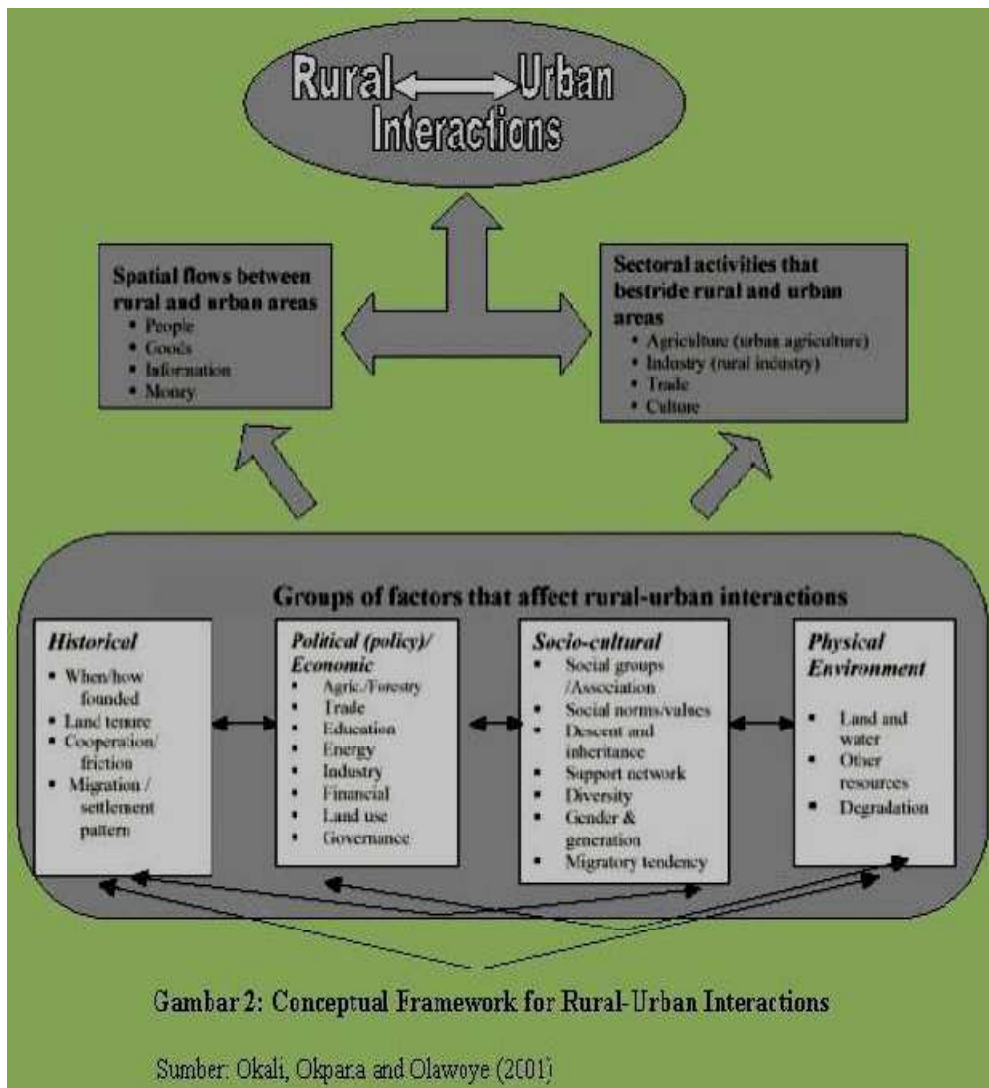 Rural Urban
Interactions
Spatial flows between
rural and urban areas
▪ People
▪ Goods
▪ Information
▪ Money
Sectoral activities that
bestride rural and urban
areas
▪ Agriculture (urban agriculture)
▪ Industry (rural industry)
▪ Trade
▪ Culture
Groups of factors that affect rural-urban interactions
Historical
▪ When/how
founded
▪ Land tenure
▪ Cooperation/
friction
▪ Migration /
settlement
pattern
Political (policy)/
Economic
▪ Agric./Forestry
▪ Trade
▪ Education
▪ Energy
▪ Industry
▪ Financial
▪ Land use
▪ Governance
Socio-cultural
▪ Social groups
/Association
▪ Social norms/values
▪ Descent and
inheritance
▪ Support network
▪ Diversity
▪ Gender &
generation
▪ Migratory tendency
Physical
Environment
▪ Land and
water
▪ Other
resources
▪ Degradation
Gambar 2: Conceptual Framework for Rural-Urban Interactions
Sumber: Okali, Okpara and Olawoye (2001)